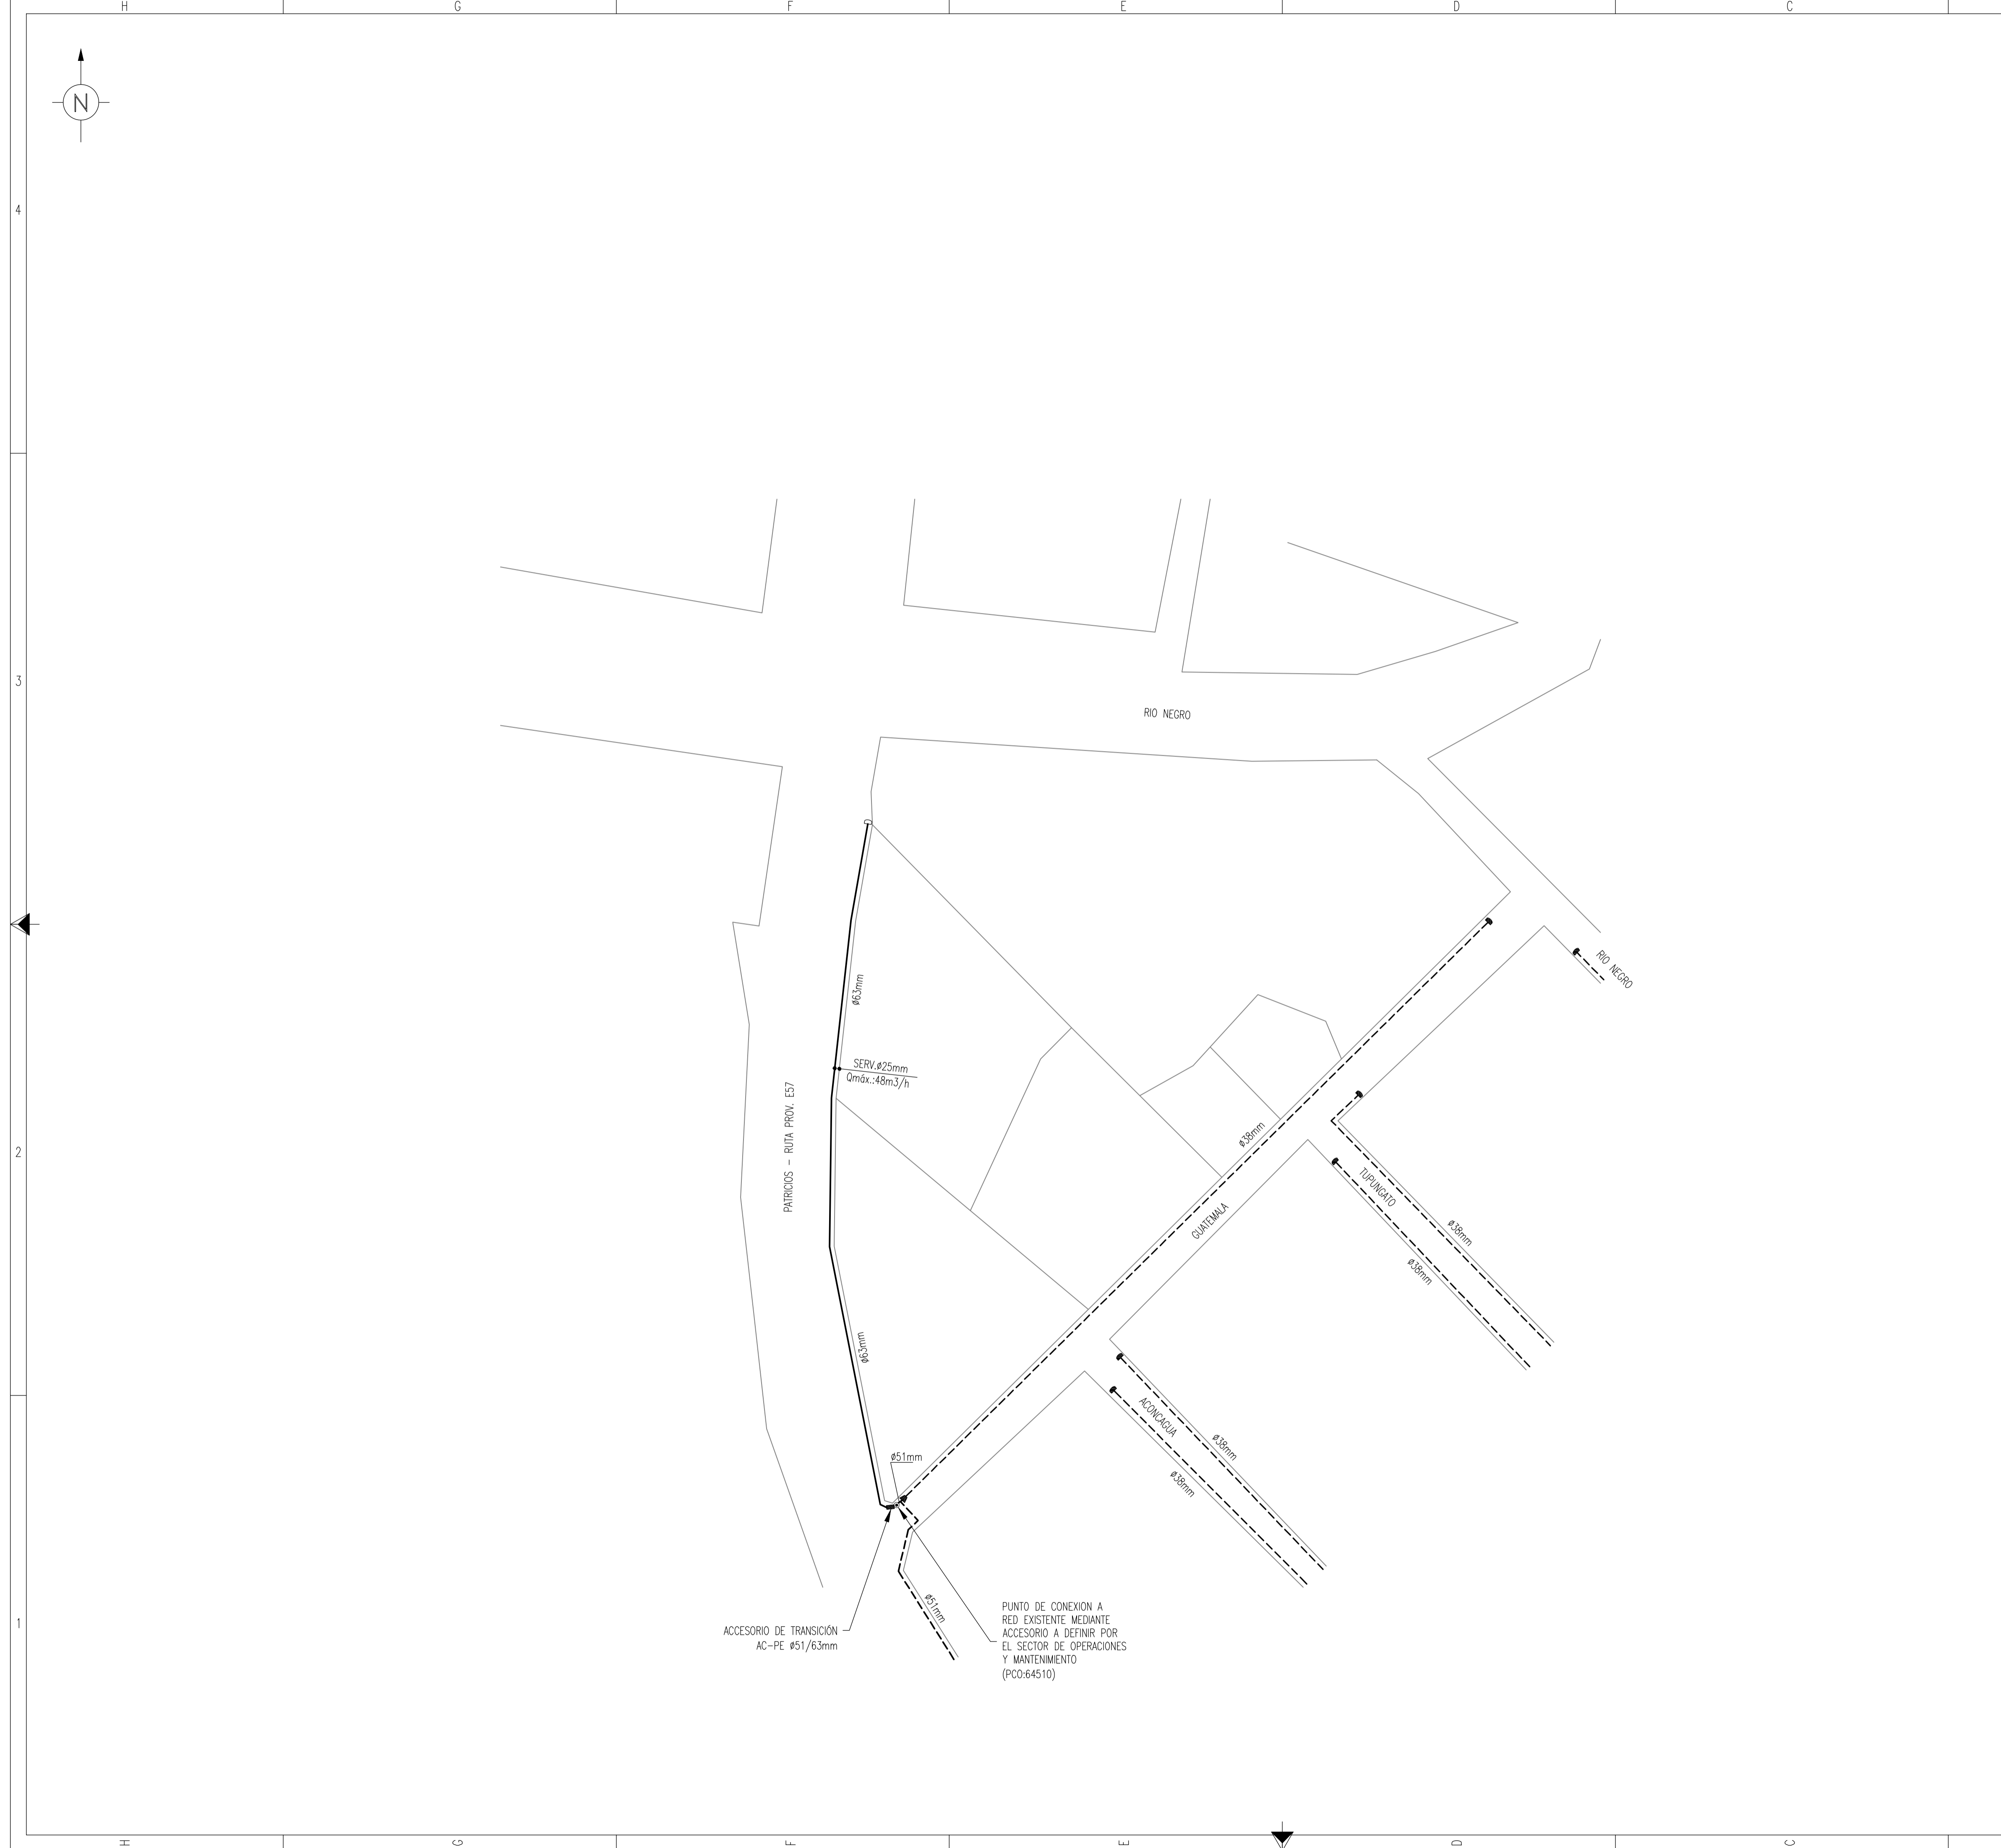 H
G
F
E
D
C
N
4
3
2
1
RIO NEGRO
RIO NEGRO
ø63mm
SERV.ø25mm
Qmáx.:48m3/h
PATRICIOS - RUTA PROV. E57
ø38mm
GUATEMALA
TUPUNGATO
ø38mm
ø38mm
ø63mm
ACONCAGUA
ø38mm
ø38mm
ø51mm
ø51mm
ACCESORIO DE TRANSICIÓN
AC-PE ø51/63mm
PUNTO DE CONEXION A
RED EXISTENTE MEDIANTE
ACCESORIO A DEFINIR POR
EL SECTOR DE OPERACIONES
Y MANTENIMIENTO
(PCO:64510)
H
G
F
E
D
C